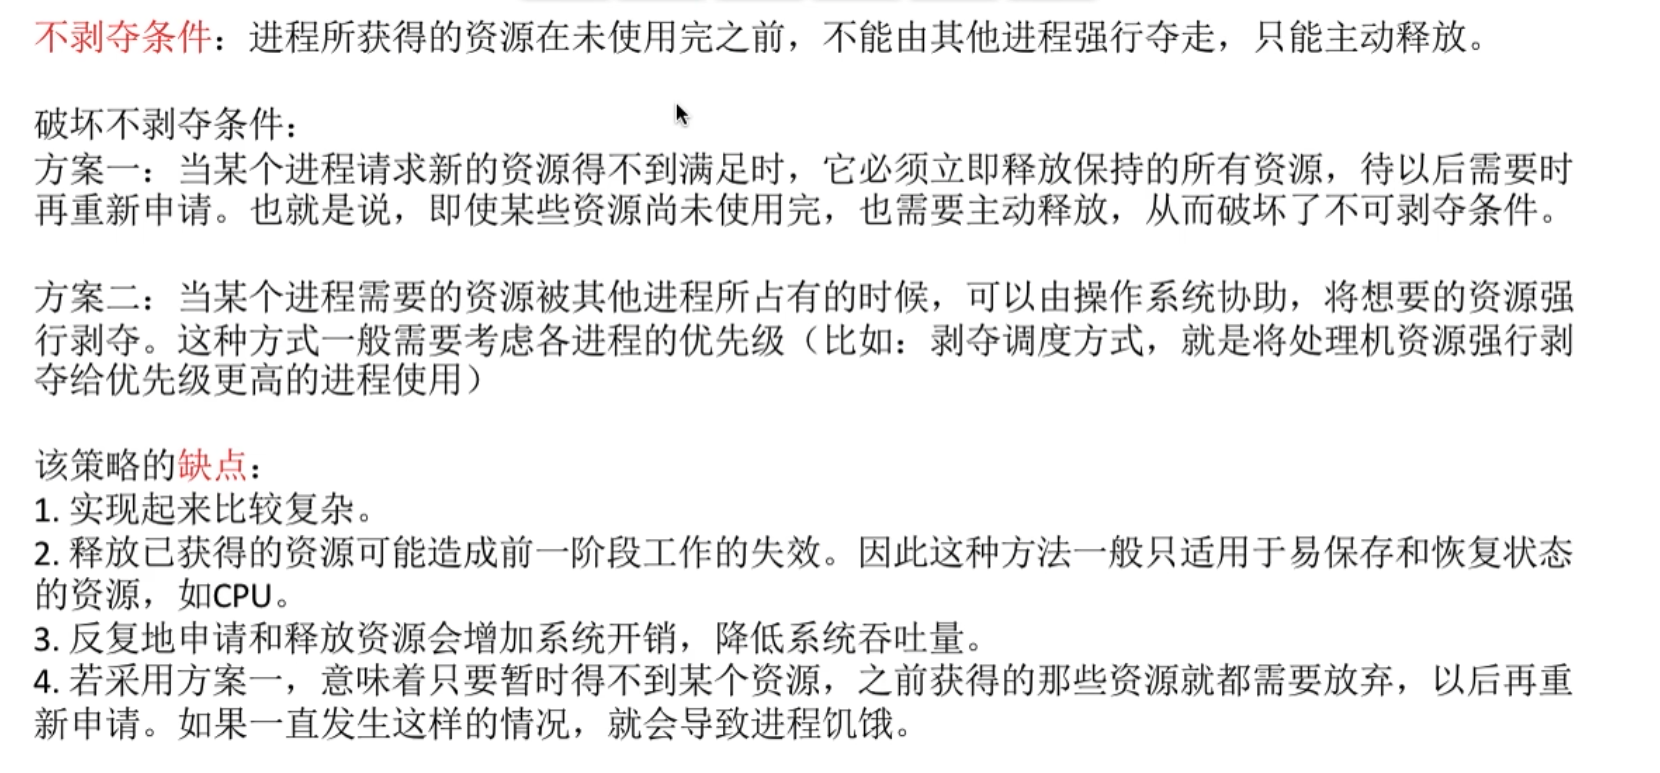 不剥夺条件：进程所获得的资源在未使用完之前，不能由其他进程强行夺走，只能主动释放。
破坏不剥夺条件：
方案一：当某个进程请求新的资源得不到满足时，它必须立即释放保持的所有资源，待以后需要时
再重新申请。也就是说，即使某些资源尚未使用完，也需要主动释放，从而破坏了不可剥夺条件。
方案二：当某个进程需要的资源被其他进程所占有的时候，可以由操作系统协助，将想要的资源强
行剥夺。这种方式一般需要考虑各进程的优先级（比如：剥夺调度方式，就是将处理机资源强行剥
夺给优先级更高的进程使用）
该策略的缺点：
1. 实现起来比较复杂。
2. 释放已获得的资源可能造成前一阶段工作的失效。因此这种方法一般只适用于易保存和恢复状态
的资源，如CPU。
3. 反复地申请和释放资源会增加系统开销，降低系统吞吐量。
4. 若采用方案一，意味着只要暂时得不到某个资源，之前获得的那些资源就都需要放弃，以后再重
新申请。如果一直发生这样的情况，就会导致进程饥饿。